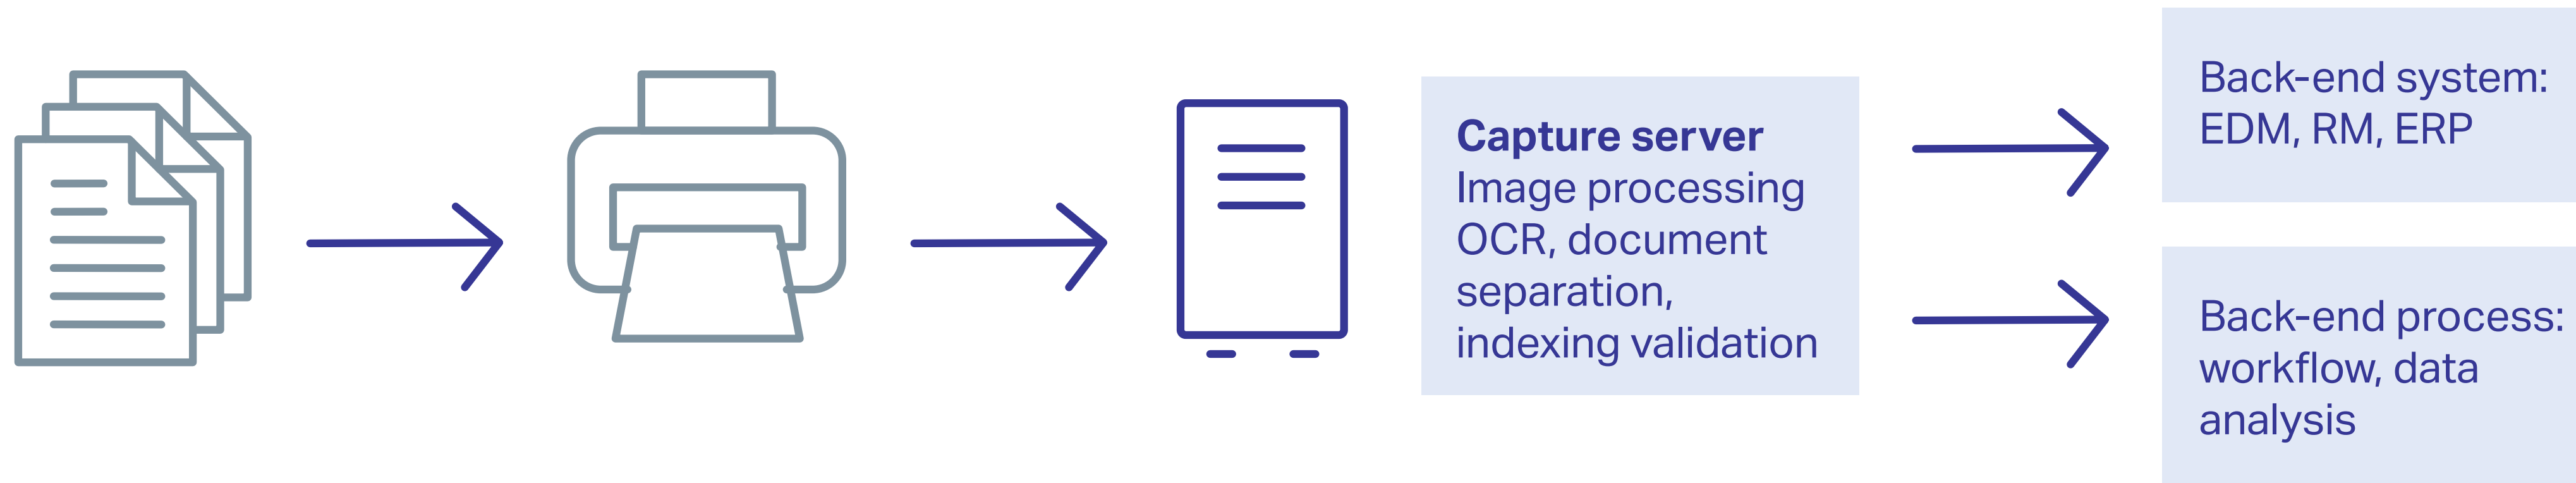 Capture server
Image processing
OCR, document
separation,
indexing validation
Back-end system:
EDM, RM, ERP
Back-end process:
workflow, data
analysis